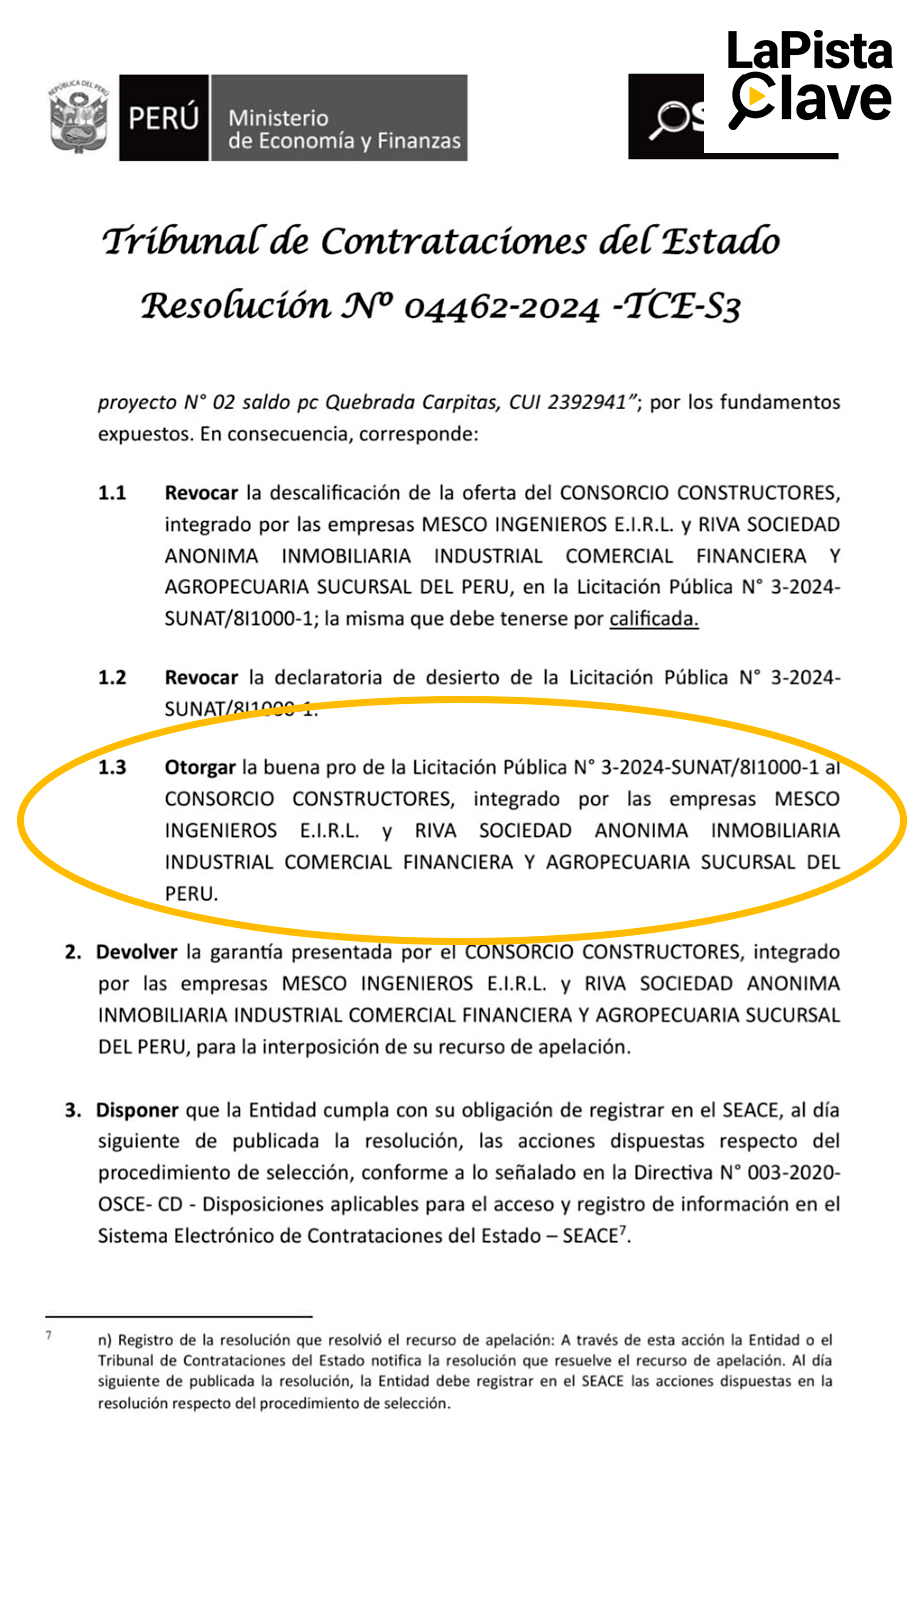 LaPista
Clave
REPÚBLICA DEL PERÚ
PERÚ
Ministerio
de Economía y Finanzas
OS
Tribunal de Contrataciones del Estado
Resolución Nº 04462-2024 -TCE-S3
proyecto N° 02 saldo pc Quebrada Carpitas, CUI 2392941”; por los fundamentos
expuestos. En consecuencia, corresponde:
1.1 Revocar la descalificación de la oferta del CONSORCIO CONSTRUCTORES,
integrado por las empresas MESCO INGENIEROS E.I.R.L. y RIVA SOCIEDAD
ANONIMA INMOBILIARIA INDUSTRIAL COMERCIAL FINANCIERA Y
AGROPECUARIA SUCURSAL DEL PERU, en la Licitación Pública N° 3-2024-
SUNAT/8I1000-1; la misma que debe tenerse por calificada.
1.2 Revocar la declaratoria de desierto de la Licitación Pública N° 3-2024-
SUNAT/8I1000-1.
1.3 Otorgar la buena pro de la Licitación Pública N° 3-2024-SUNAT/8I1000-1 al
CONSORCIO CONSTRUCTORES, integrado por las empresas MESCO
INGENIEROS E.I.R.L. y RIVA SOCIEDAD ANONIMA INMOBILIARIA
INDUSTRIAL COMERCIAL FINANCIERA Y AGROPECUARIA SUCURSAL DEL
PERU.
2. Devolver la garantía presentada por el CONSORCIO CONSTRUCTORES, integrado
por las empresas MESCO INGENIEROS E.I.R.L. y RIVA SOCIEDAD ANONIMA
INMOBILIARIA INDUSTRIAL COMERCIAL FINANCIERA Y AGROPECUARIA SUCURSAL
DEL PERU, para la interposición de su recurso de apelación.
3. Disponer que la Entidad cumpla con su obligación de registrar en el SEACE, al día
siguiente de publicada la resolución, las acciones dispuestas respecto del
procedimiento de selección, conforme a lo señalado en la Directiva N° 003-2020-
OSCE- CD - Disposiciones aplicables para el acceso y registro de información en el
Sistema Electrónico de Contrataciones del Estado – SEACE7.
7 n) Registro de la resolución que resolvió el recurso de apelación: A través de esta acción la Entidad o el
Tribunal de Contrataciones del Estado notifica la resolución que resuelve el recurso de apelación. Al día
siguiente de publicada la resolución, la Entidad debe registrar en el SEACE las acciones dispuestas en la
resolución respecto del procedimiento de selección.